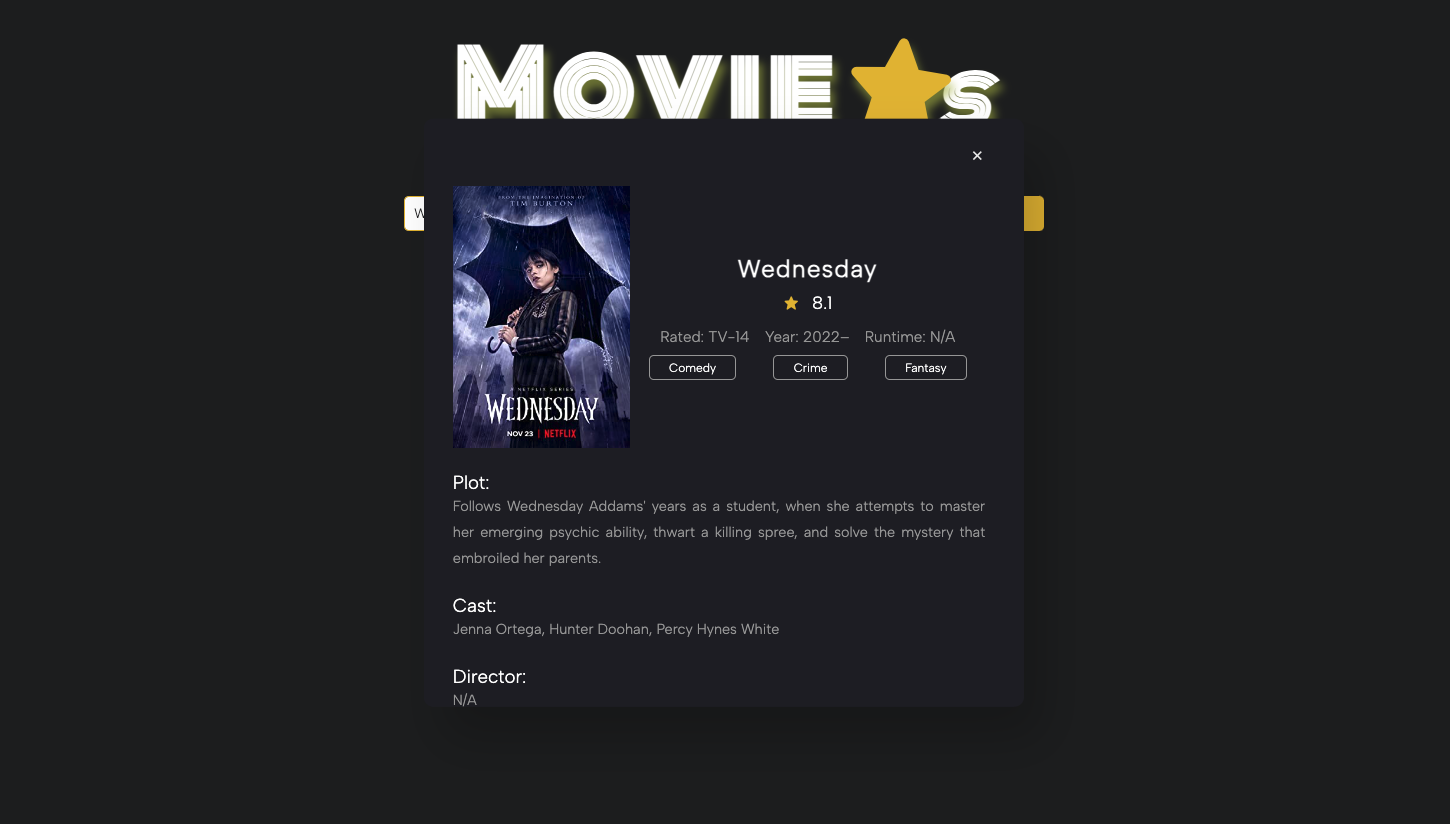 MOVIE s
✕
W
FROM THE IMAGINATION OF
TIM BURTON
A NETFLIX SERIES
WEDNESDAY
NOV 23 | NETFLIX
Wednesday
8.1
Rated: TV-14 Year: 2022– Runtime: N/A
Comedy Crime Fantasy
Plot:
Follows Wednesday Addams' years as a student, when she attempts to master
her emerging psychic ability, thwart a killing spree, and solve the mystery that
embroiled her parents.
Cast:
Jenna Ortega, Hunter Doohan, Percy Hynes White
Director:
N/A